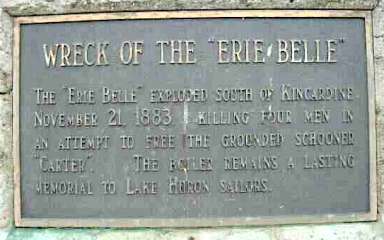 WRECK OF THE "ERIE BELLE"
THE "ERIE BELLE" EXPLODED SOUTH OF KINCARDINE
NOVEMBER 21, 1883 KILLING FOUR MEN IN
AN ATTEMPT TO FREE THE GROUNDED SCHOONER
"CARTER". THE BOILER REMAINS A LASTING
MEMORIAL TO LAKE HURON SAILORS.